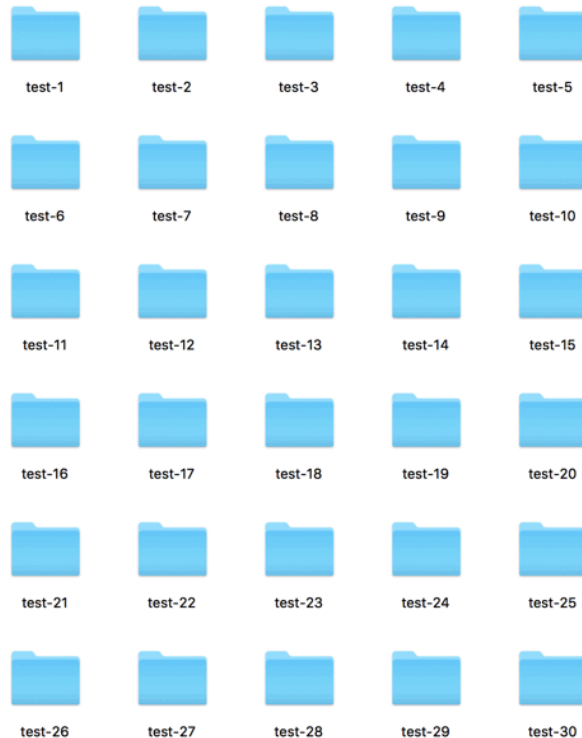 test-1 test-2 test-3 test-4 test-5
test-6 test-7 test-8 test-9 test-10
test-11 test-12 test-13 test-14 test-15
test-16 test-17 test-18 test-19 test-20
test-21 test-22 test-23 test-24 test-25
test-26 test-27 test-28 test-29 test-30